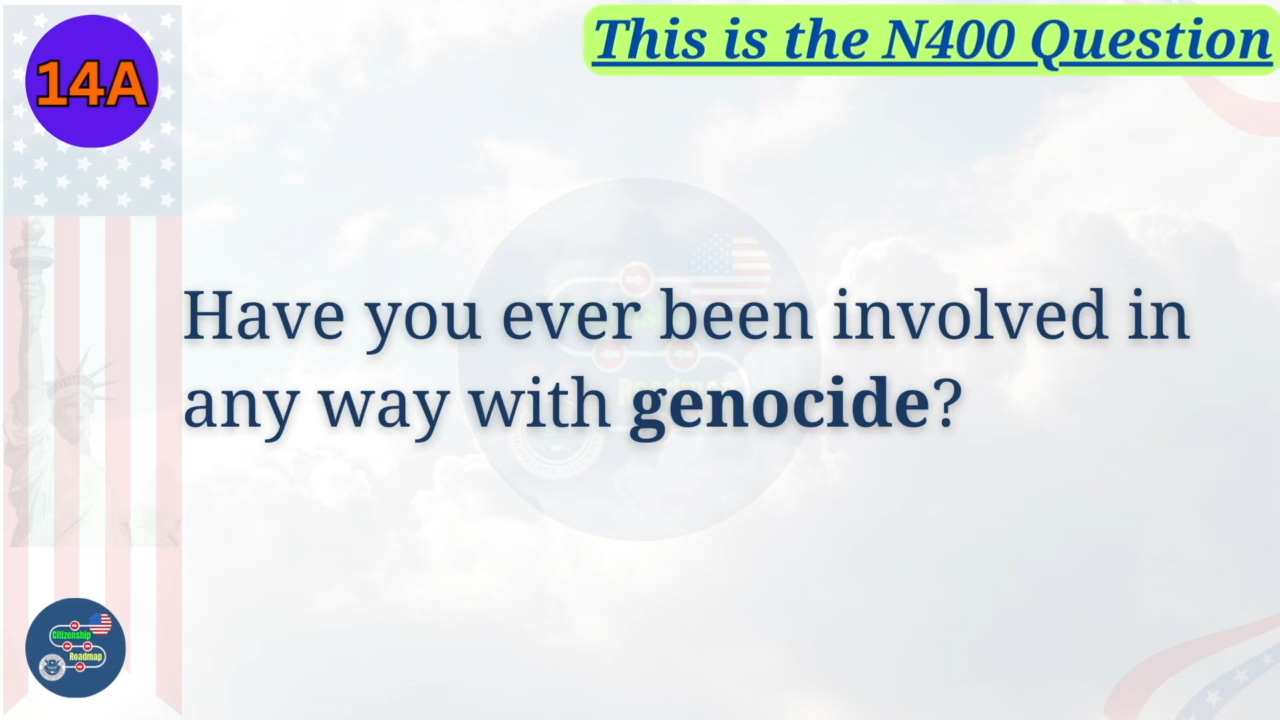 14A
This is the N400 Question
Have you ever been involved in
any way with genocide?
Citizenship
Roadmap